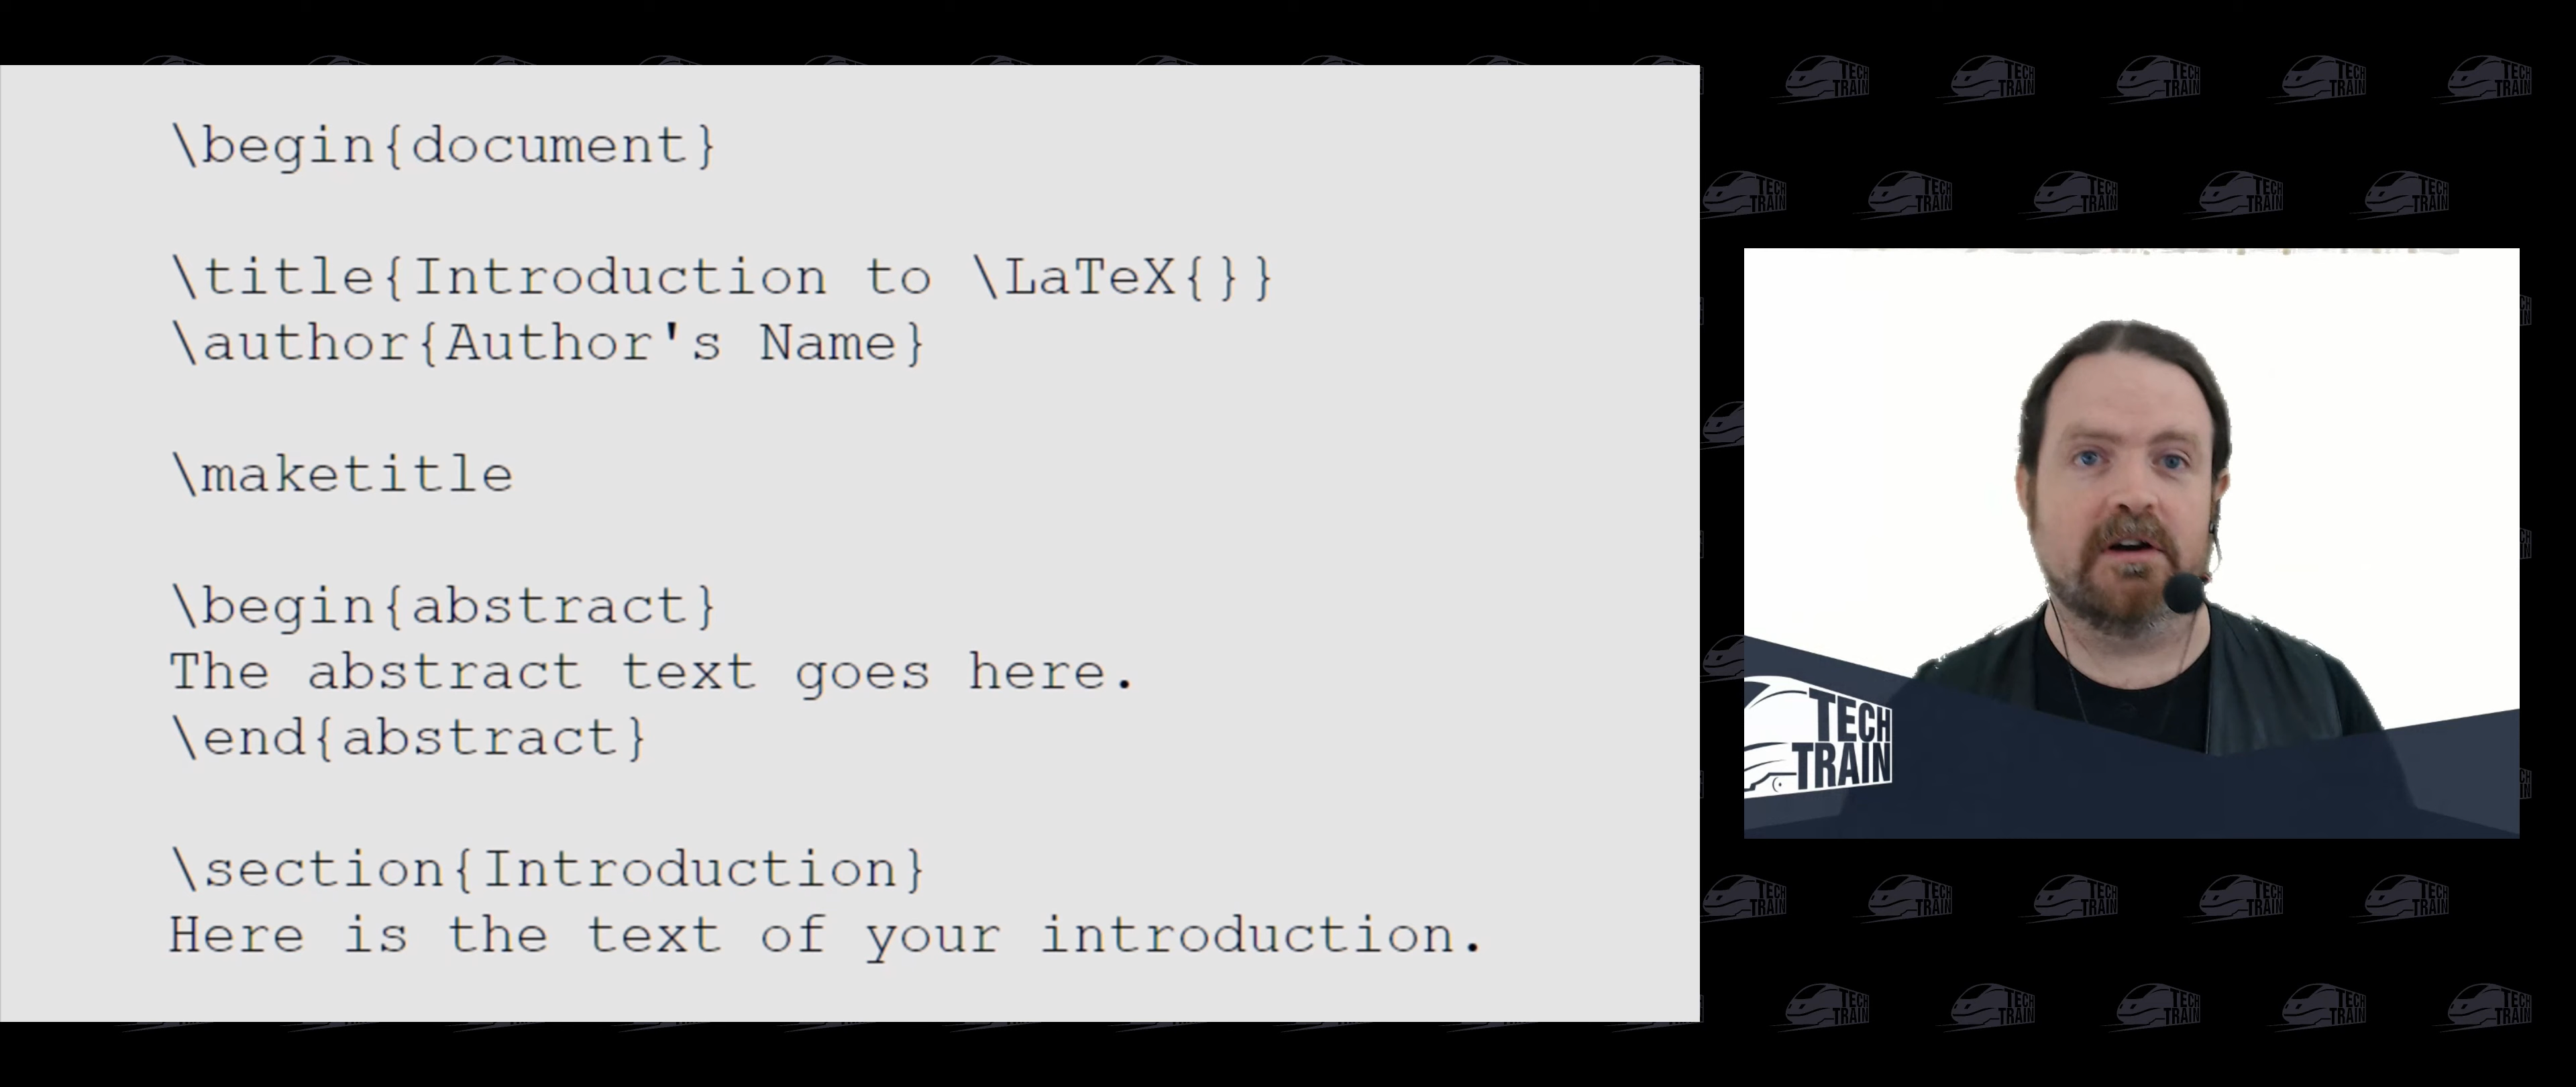 \begin{document}
\title{Introduction to \LaTeX{}}
\author{Author's Name}
\maketitle
\begin{abstract}
The abstract text goes here.
\end{abstract}
\section{Introduction}
Here is the text of your introduction.
TECH
TRAIN